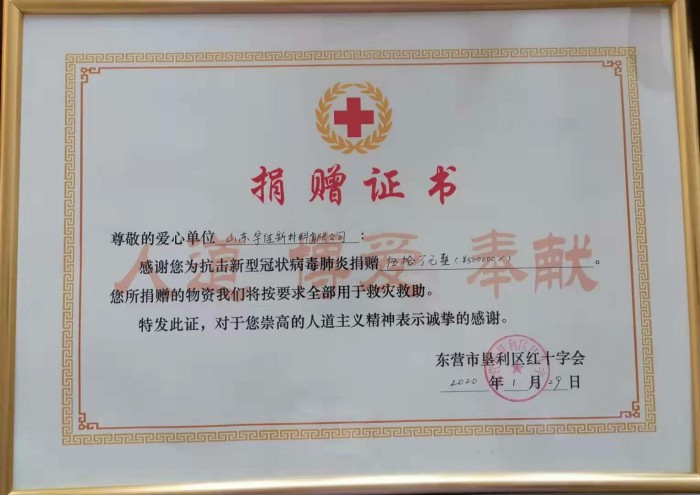 捐赠证书
尊敬的爱心单位 山东宇佳新材料有限公司：
感谢您为抗击新型冠状病毒肺炎捐赠 伍拾万元整（¥500000元）。
您所捐赠的物资我们将按要求全部用于救灾救助。
特发此证，对于您崇高的人道主义精神表示诚挚的感谢。
人道 博爱 奉献
东营市垦利区红十字会
2020年1月29日